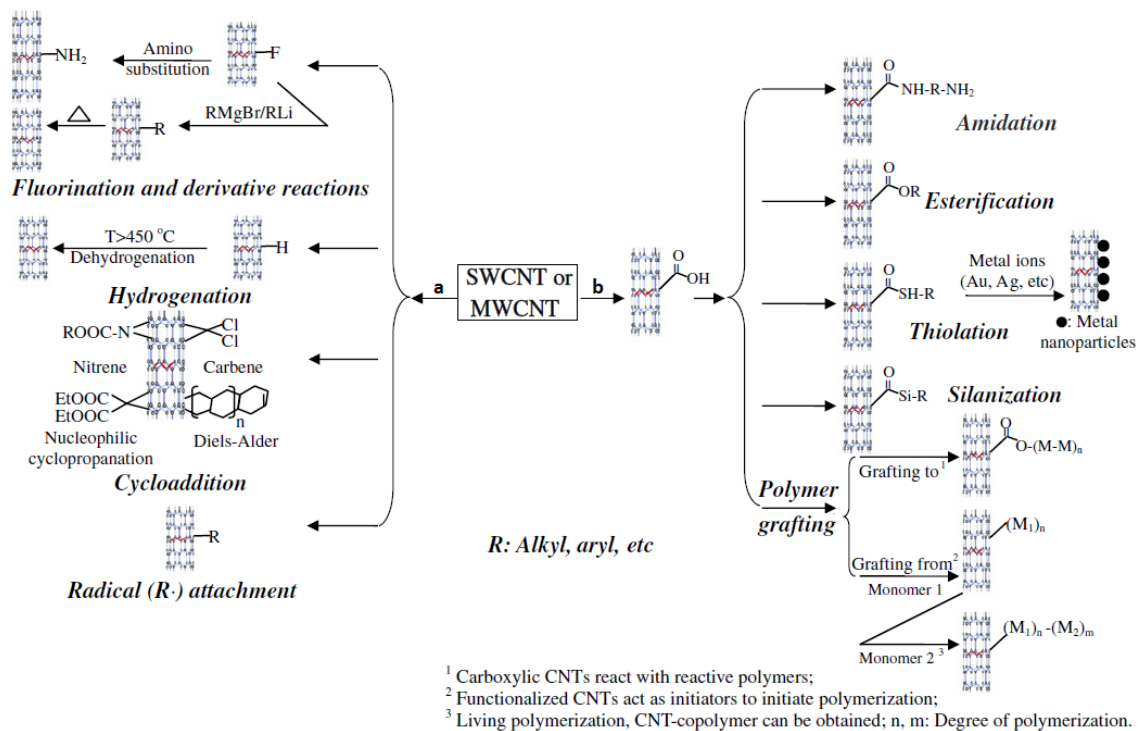 NH₂
Amino
substitution
F
R
RMgBr/RLi
Fluorination and derivative reactions
T>450 °C
Dehydrogenation
H
Hydrogenation
ROOC-N
Cl
Cl
Nitrene
Carbene
EtOOC
EtOOC
n
Nucleophilic
cyclopropanation
Diels-Alder
Cycloaddition
R
Radical (R·) attachment
a
SWCNT or
MWCNT
b
O
OH
R: Alkyl, aryl, etc
O
NH-R-NH₂
Amidation
O
OR
Esterification
O
SH-R
Thiolation
Metal ions
(Au, Ag, etc)
●: Metal
nanoparticles
O
Si-R
Silanization
Polymer
grafting
Grafting to¹
O
O-(M-M)ₙ
Grafting from²
Monomer 1
(M₁)ₙ
Monomer 2³
(M₁)ₙ-(M₂)ₘ
¹ Carboxylic CNTs react with reactive polymers;
² Functionalized CNTs act as initiators to initiate polymerization;
³ Living polymerization, CNT-copolymer can be obtained; n, m: Degree of polymerization.